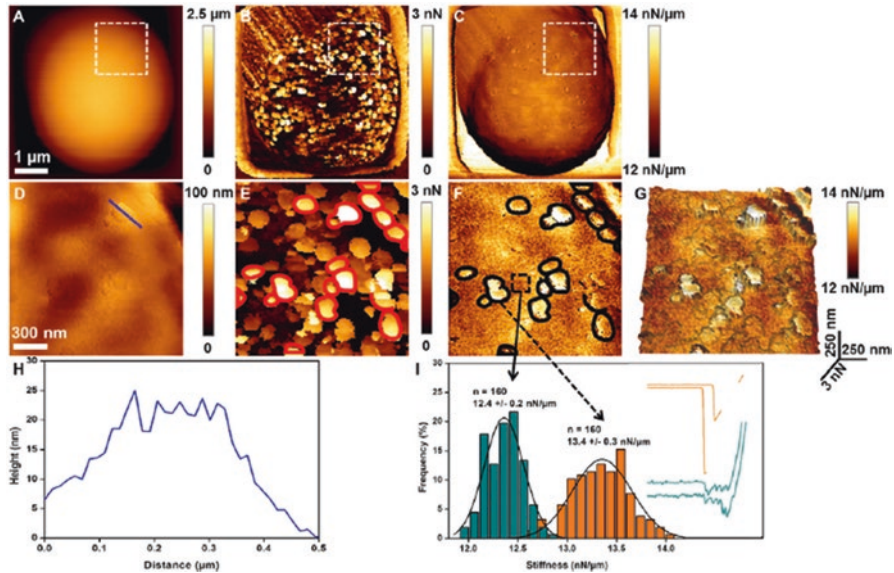 A 2.5 µm B 3 nN C 14 nN/µm
1 µm 0 0 12 nN/µm
D 100 nm E 3 nN F G 14 nN/µm
12 nN/µm
300 nm 0 0
250 nm
250 nm
3 nN
H
30
25
20
15
10
5
0
Height (nm)
0.0 0.1 0.2 0.3 0.4 0.5
Distance (µm)
I
30
25
20
15
10
5
0
Frequency (%)
n = 160
12.4 +/- 0.2 nN/µm
n = 160
13.4 +/- 0.3 nN/µm
12.0 12.5 13.0 13.5 14.0
Stiffness (nN/µm)